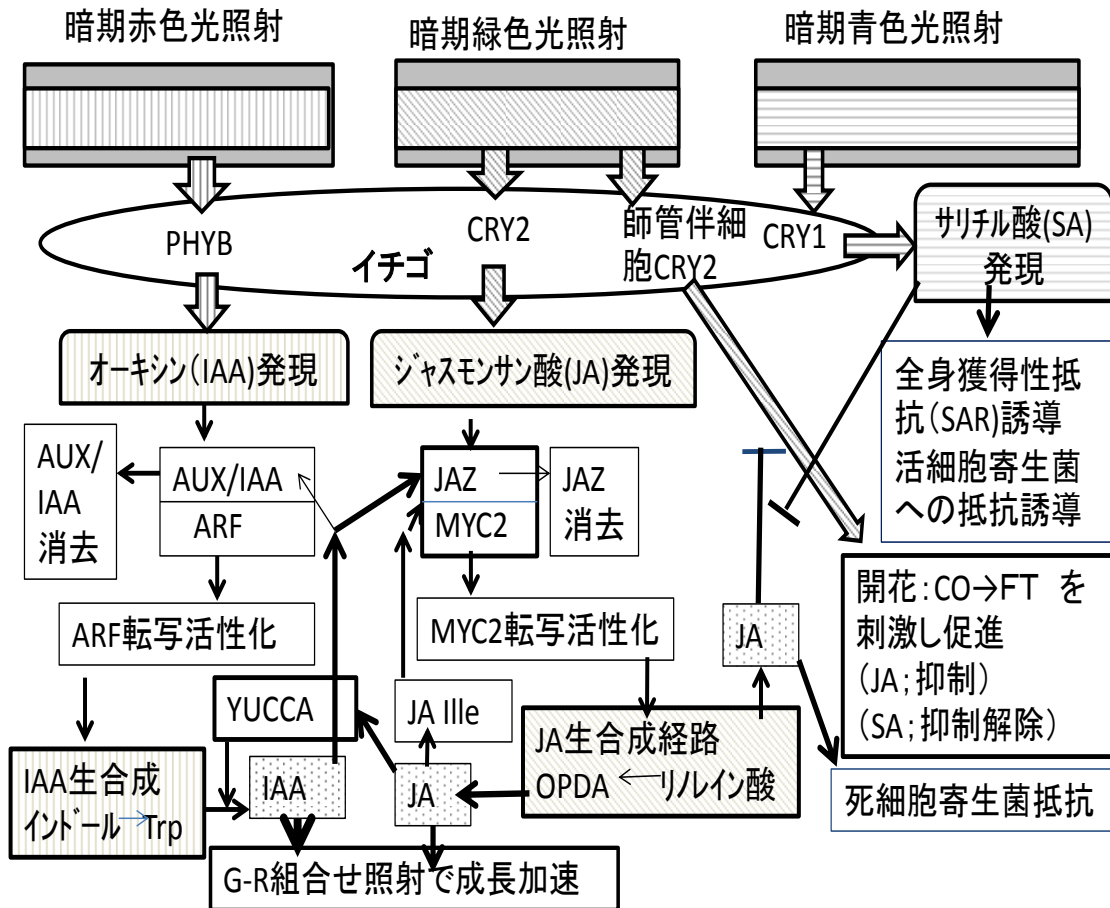 暗期赤色光照射
暗期緑色光照射
暗期青色光照射
PHYB
CRY2
師管伴細
胞CRY2
CRY1
イチゴ
サリチル酸(SA)
発現
オーキシン(IAA)発現
ジャスモンサン酸(JA)発現
全身獲得性抵
抗(SAR)誘導
活細胞寄生菌
への抵抗誘導
AUX/
IAA
消去
AUX/IAA
ARF
JAZ
MYC2
JAZ
消去
ARF転写活性化
MYC2転写活性化
JA
開花:CO→FT を
刺激し促進
(JA;抑制)
(SA;抑制解除)
YUCCA
JA Ille
JA生合成経路
OPDA ← リノレイン酸
IAA生合成
インドール→Trp
IAA
JA
死細胞寄生菌抵抗
G-R組合せ照射で成長加速